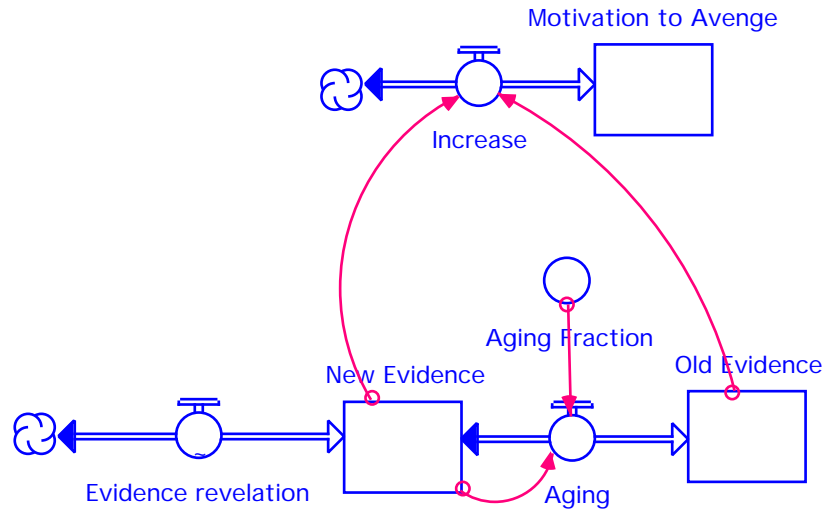 Motivation to Avenge
Increase
Aging Fraction
Old Evidence
New Evidence
~
Evidence revelation
Aging